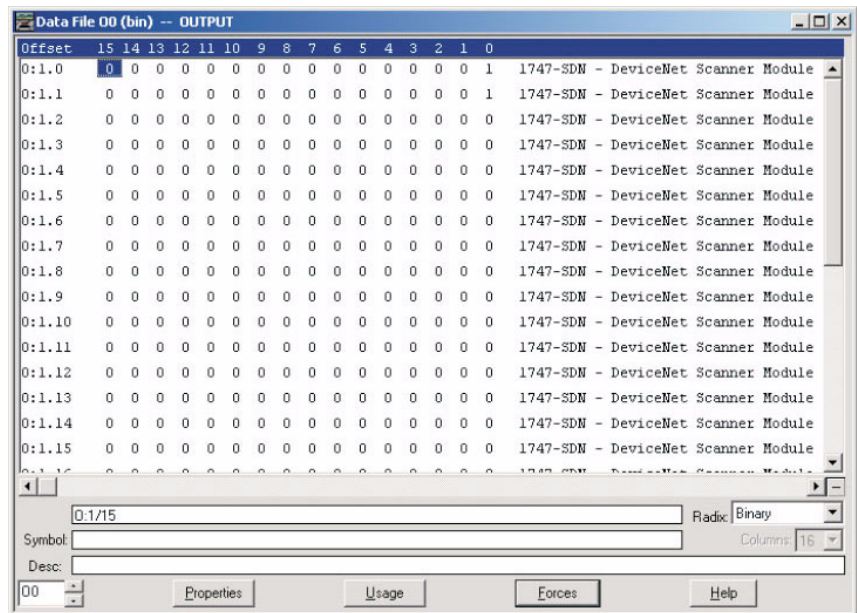 Data File O0 (bin) -- OUTPUT
Offset 15 14 13 12 11 10 9 8 7 6 5 4 3 2 1 0
O:1.0 0 0 0 0 0 0 0 0 0 0 0 0 0 0 0 1 1747-SDN - DeviceNet Scanner Module
O:1.1 0 0 0 0 0 0 0 0 0 0 0 0 0 0 0 1 1747-SDN - DeviceNet Scanner Module
O:1.2 0 0 0 0 0 0 0 0 0 0 0 0 0 0 0 0 1747-SDN - DeviceNet Scanner Module
O:1.3 0 0 0 0 0 0 0 0 0 0 0 0 0 0 0 0 1747-SDN - DeviceNet Scanner Module
O:1.4 0 0 0 0 0 0 0 0 0 0 0 0 0 0 0 0 1747-SDN - DeviceNet Scanner Module
O:1.5 0 0 0 0 0 0 0 0 0 0 0 0 0 0 0 0 1747-SDN - DeviceNet Scanner Module
O:1.6 0 0 0 0 0 0 0 0 0 0 0 0 0 0 0 0 1747-SDN - DeviceNet Scanner Module
O:1.7 0 0 0 0 0 0 0 0 0 0 0 0 0 0 0 0 1747-SDN - DeviceNet Scanner Module
O:1.8 0 0 0 0 0 0 0 0 0 0 0 0 0 0 0 0 1747-SDN - DeviceNet Scanner Module
O:1.9 0 0 0 0 0 0 0 0 0 0 0 0 0 0 0 0 1747-SDN - DeviceNet Scanner Module
O:1.10 0 0 0 0 0 0 0 0 0 0 0 0 0 0 0 0 1747-SDN - DeviceNet Scanner Module
O:1.11 0 0 0 0 0 0 0 0 0 0 0 0 0 0 0 0 1747-SDN - DeviceNet Scanner Module
O:1.12 0 0 0 0 0 0 0 0 0 0 0 0 0 0 0 0 1747-SDN - DeviceNet Scanner Module
O:1.13 0 0 0 0 0 0 0 0 0 0 0 0 0 0 0 0 1747-SDN - DeviceNet Scanner Module
O:1.14 0 0 0 0 0 0 0 0 0 0 0 0 0 0 0 0 1747-SDN - DeviceNet Scanner Module
O:1.15 0 0 0 0 0 0 0 0 0 0 0 0 0 0 0 0 1747-SDN - DeviceNet Scanner Module
O:1/15 Radix: Binary
Symbol: Columns: 16
Desc:
O0 Properties Usage Forces Help